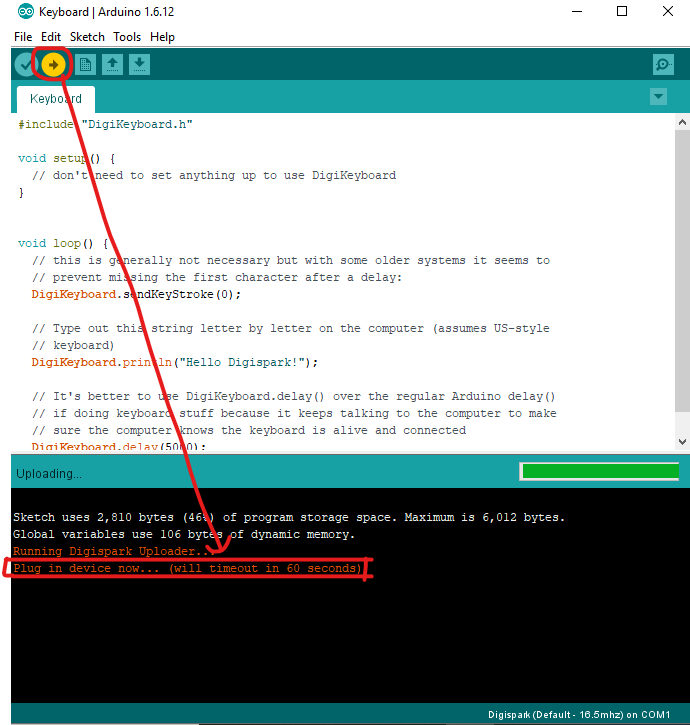 Keyboard | Arduino 1.6.12
File Edit Sketch Tools Help
Keyboard
#include "DigiKeyboard.h"
void setup() {
// don't need to set anything up to use DigiKeyboard
}
void loop() {
// this is generally not necessary but with some older systems it seems to
// prevent missing the first character after a delay:
DigiKeyboard.sendKeyStroke(0);
// Type out this string letter by letter on the computer (assumes US-style
// keyboard)
DigiKeyboard.println("Hello Digispark!");
// It's better to use DigiKeyboard.delay() over the regular Arduino delay()
// if doing keyboard stuff because it keeps talking to the computer to make
// sure the computer knows the keyboard is alive and connected
DigiKeyboard.delay(5000);
Uploading...
Sketch uses 2,810 bytes (46%) of program storage space. Maximum is 6,012 bytes.
Global variables use 106 bytes of dynamic memory.
Running Digispark Uploader...
Plug in device now... (will timeout in 60 seconds)
Digispark (Default - 16.5mhz) on COM1